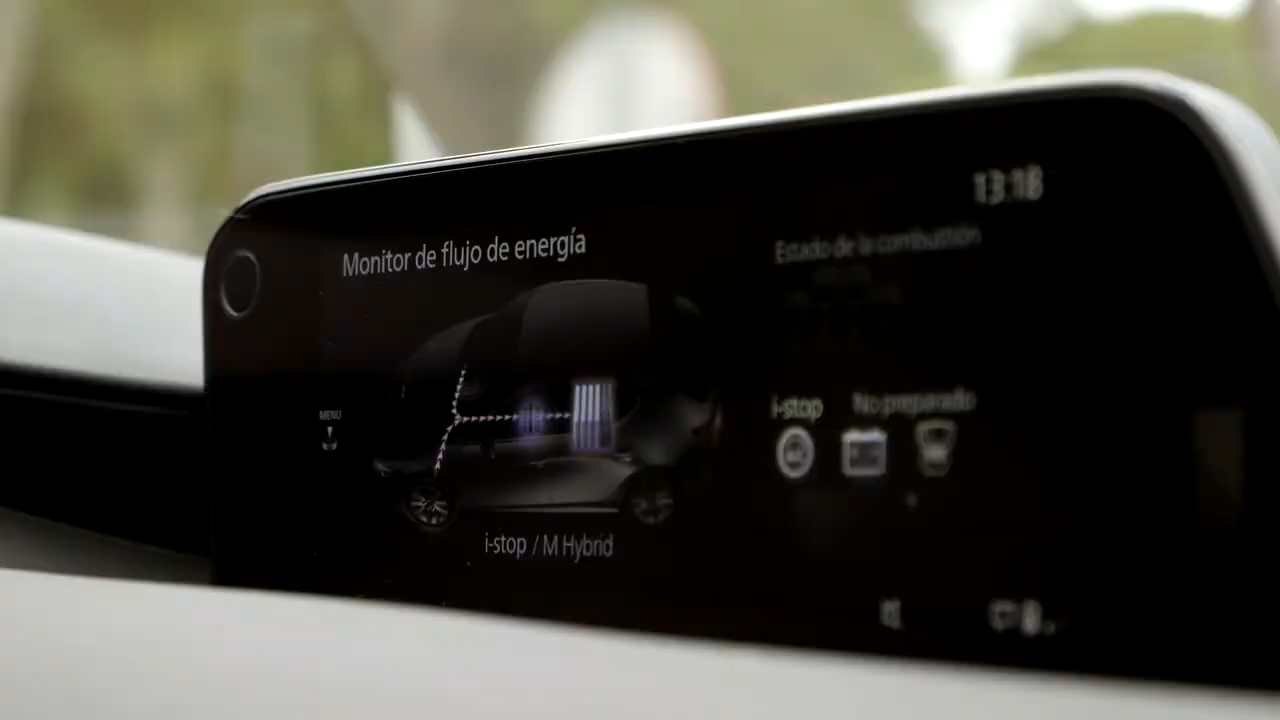 13:18
Monitor de flujo de energía
Estado de la combustión
MENU
i-stop No preparado
i-stop / M Hybrid